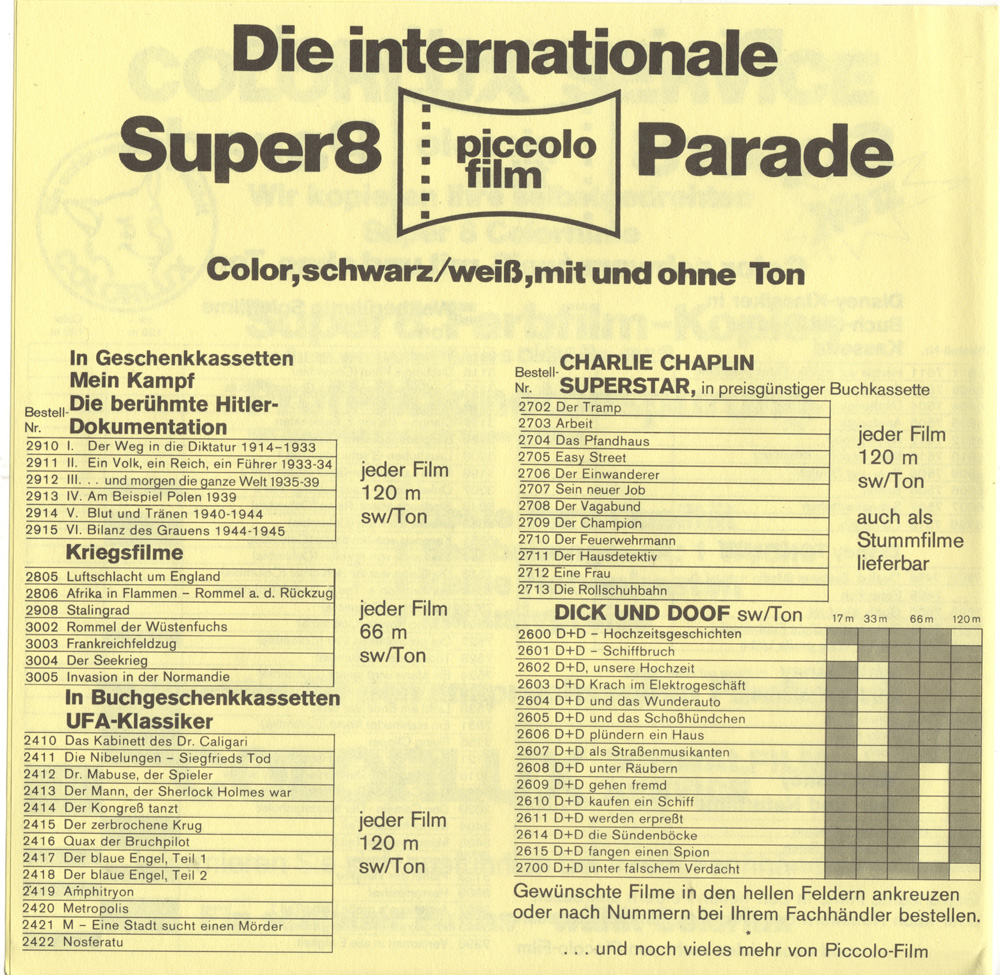 Die internationale
Super8 piccolo film Parade
Color,schwarz/weiß,mit und ohne Ton
In Geschenkkassetten
Mein Kampf
Bestell-Nr. Die berühmte Hitler-
Dokumentation
2910 I. Der Weg in die Diktatur 1914–1933
2911 II. Ein Volk, ein Reich, ein Führer 1933-34
2912 III. . . und morgen die ganze Welt 1935-39
2913 IV. Am Beispiel Polen 1939
2914 V. Blut und Tränen 1940-1944
2915 VI. Bilanz des Grauens 1944-1945
jeder Film
120 m
sw/Ton
Kriegsfilme
2805 Luftschlacht um England
2806 Afrika in Flammen – Rommel a. d. Rückzug
2908 Stalingrad
3002 Rommel der Wüstenfuchs
3003 Frankreichfeldzug
3004 Der Seekrieg
3005 Invasion in der Normandie
jeder Film
66 m
sw/Ton
In Buchgeschenkkassetten
UFA-Klassiker
2410 Das Kabinett des Dr. Caligari
2411 Die Nibelungen – Siegfrieds Tod
2412 Dr. Mabuse, der Spieler
2413 Der Mann, der Sherlock Holmes war
2414 Der Kongreß tanzt
2415 Der zerbrochene Krug
2416 Quax der Bruchpilot
2417 Der blaue Engel, Teil 1
2418 Der blaue Engel, Teil 2
2419 Amphitryon
2420 Metropolis
2421 M – Eine Stadt sucht einen Mörder
2422 Nosferatu
jeder Film
120 m
sw/Ton
Bestell-Nr. CHARLIE CHAPLIN
SUPERSTAR, in preisgünstiger Buchkassette
2702 Der Tramp
2703 Arbeit
2704 Das Pfandhaus
2705 Easy Street
2706 Der Einwanderer
2707 Sein neuer Job
2708 Der Vagabund
2709 Der Champion
2710 Der Feuerwehrmann
2711 Der Hausdetektiv
2712 Eine Frau
2713 Die Rollschuhbahn
jeder Film
120 m
sw/Ton
auch als
Stummfilme
lieferbar
DICK UND DOOF sw/Ton 17 m 33 m 66 m 120 m
2600 D+D – Hochzeitsgeschichten
2601 D+D – Schiffbruch
2602 D+D, unsere Hochzeit
2603 D+D Krach im Elektrogeschäft
2604 D+D und das Wunderauto
2605 D+D und das Schoßhündchen
2606 D+D plündern ein Haus
2607 D+D als Straßenmusikanten
2608 D+D unter Räubern
2609 D+D gehen fremd
2610 D+D kaufen ein Schiff
2611 D+D werden erpreßt
2614 D+D die Sündenböcke
2615 D+D fangen einen Spion
2700 D+D unter falschem Verdacht
Gewünschte Filme in den hellen Feldern ankreuzen
oder nach Nummern bei Ihrem Fachhändler bestellen.
. . . und noch vieles mehr von Piccolo-Film